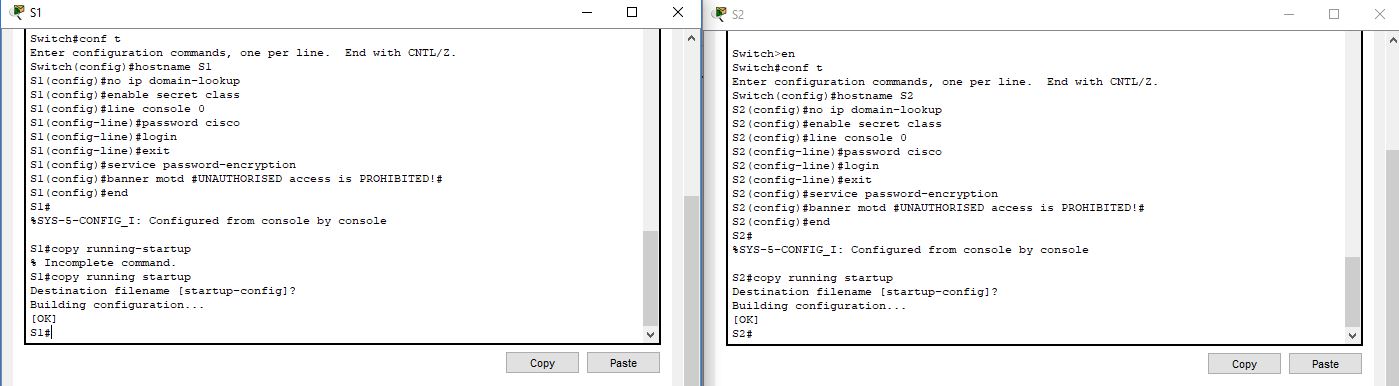 S1
Switch#conf t
Enter configuration commands, one per line.  End with CNTL/Z.
Switch(config)#hostname S1
S1(config)#no ip domain-lookup
S1(config)#enable secret class
S1(config)#line console 0
S1(config-line)#password cisco
S1(config-line)#login
S1(config-line)#exit
S1(config)#service password-encryption
S1(config)#banner motd #UNAUTHORISED access is PROHIBITED!#
S1(config)#end
S1#
%SYS-5-CONFIG_I: Configured from console by console
S1#copy running-startup
% Incomplete command.
S1#copy running startup
Destination filename [startup-config]?
Building configuration...
[OK]
S1#
Copy
Paste
S2
Switch>en
Switch#conf t
Enter configuration commands, one per line.  End with CNTL/Z.
Switch(config)#hostname S2
S2(config)#no ip domain-lookup
S2(config)#enable secret class
S2(config)#line console 0
S2(config-line)#password cisco
S2(config-line)#login
S2(config-line)#exit
S2(config)#service password-encryption
S2(config)#banner motd #UNAUTHORISED access is PROHIBITED!#
S2(config)#end
S2#
%SYS-5-CONFIG_I: Configured from console by console
S2#copy running startup
Destination filename [startup-config]?
Building configuration...
[OK]
S2#
Copy
Paste